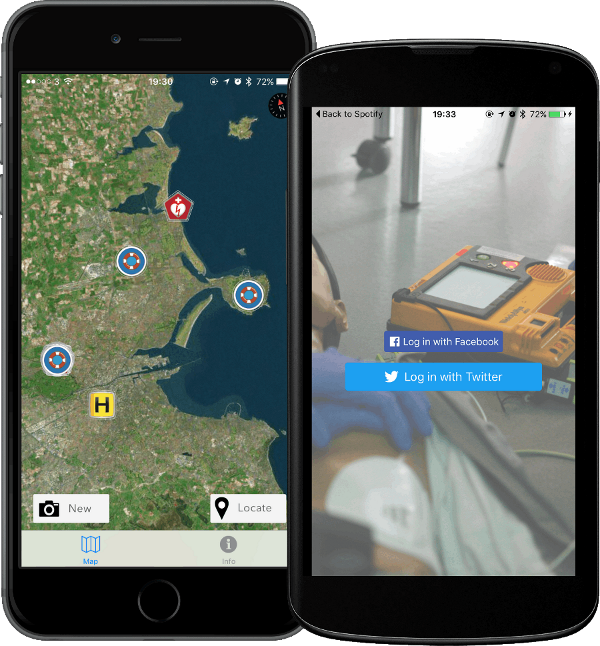 3 19:30 72%
H
New
Locate
Map
Info
Back to Spotify 19:33 72%
Log in with Facebook
Log in with Twitter